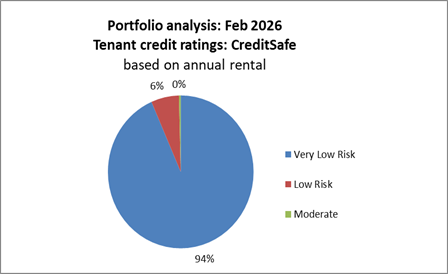 Portfolio analysis: Feb 2026
Tenant credit ratings: CreditSafe
based on annual rental
6%
0%
Very Low Risk
Low Risk
Moderate
94%